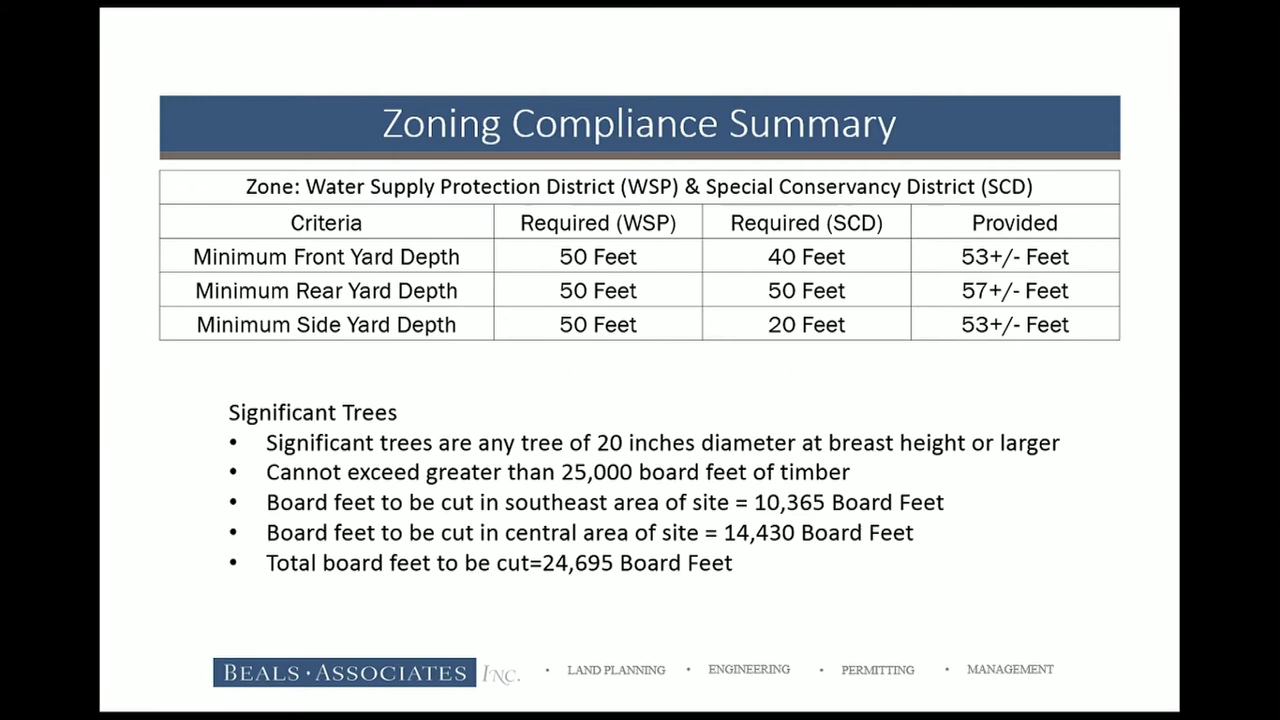 Zoning Compliance Summary
Zone: Water Supply Protection District (WSP) & Special Conservancy District (SCD)
Criteria Required (WSP) Required (SCD) Provided
Minimum Front Yard Depth 50 Feet 40 Feet 53+/- Feet
Minimum Rear Yard Depth 50 Feet 50 Feet 57+/- Feet
Minimum Side Yard Depth 50 Feet 20 Feet 53+/- Feet
Significant Trees
• Significant trees are any tree of 20 inches diameter at breast height or larger
• Cannot exceed greater than 25,000 board feet of timber
• Board feet to be cut in southeast area of site = 10,365 Board Feet
• Board feet to be cut in central area of site = 14,430 Board Feet
• Total board feet to be cut=24,695 Board Feet
BEALS · ASSOCIATES INC. • LAND PLANNING • ENGINEERING • PERMITTING • MANAGEMENT